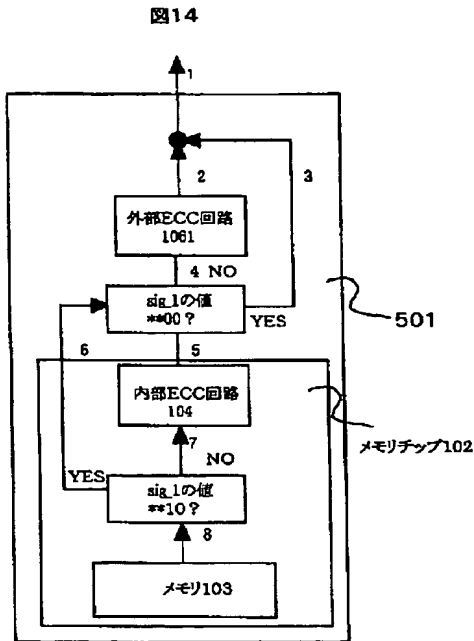 図14
1
2
3
外部ECC回路
1061
4 NO
sig_1の値
**00?
YES
501
6
5
内部ECC回路
104
メモリチップ102
7
NO
YES
sig_1の値
**10?
8
メモリ103